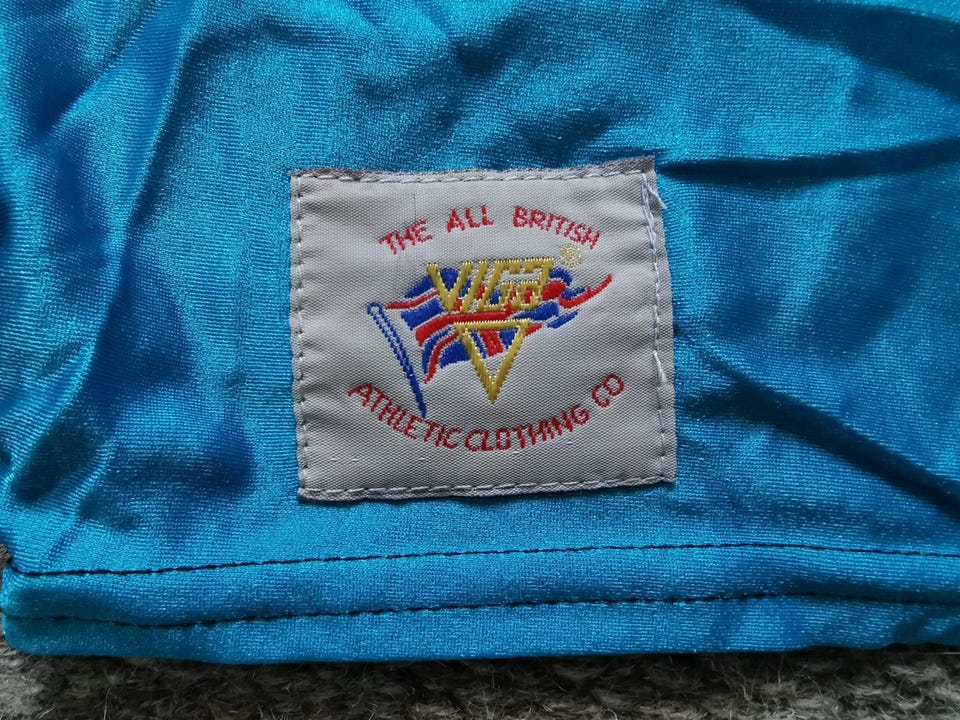 THE ALL BRITISH
VIGA ®
ATHLETIC CLOTHING CO